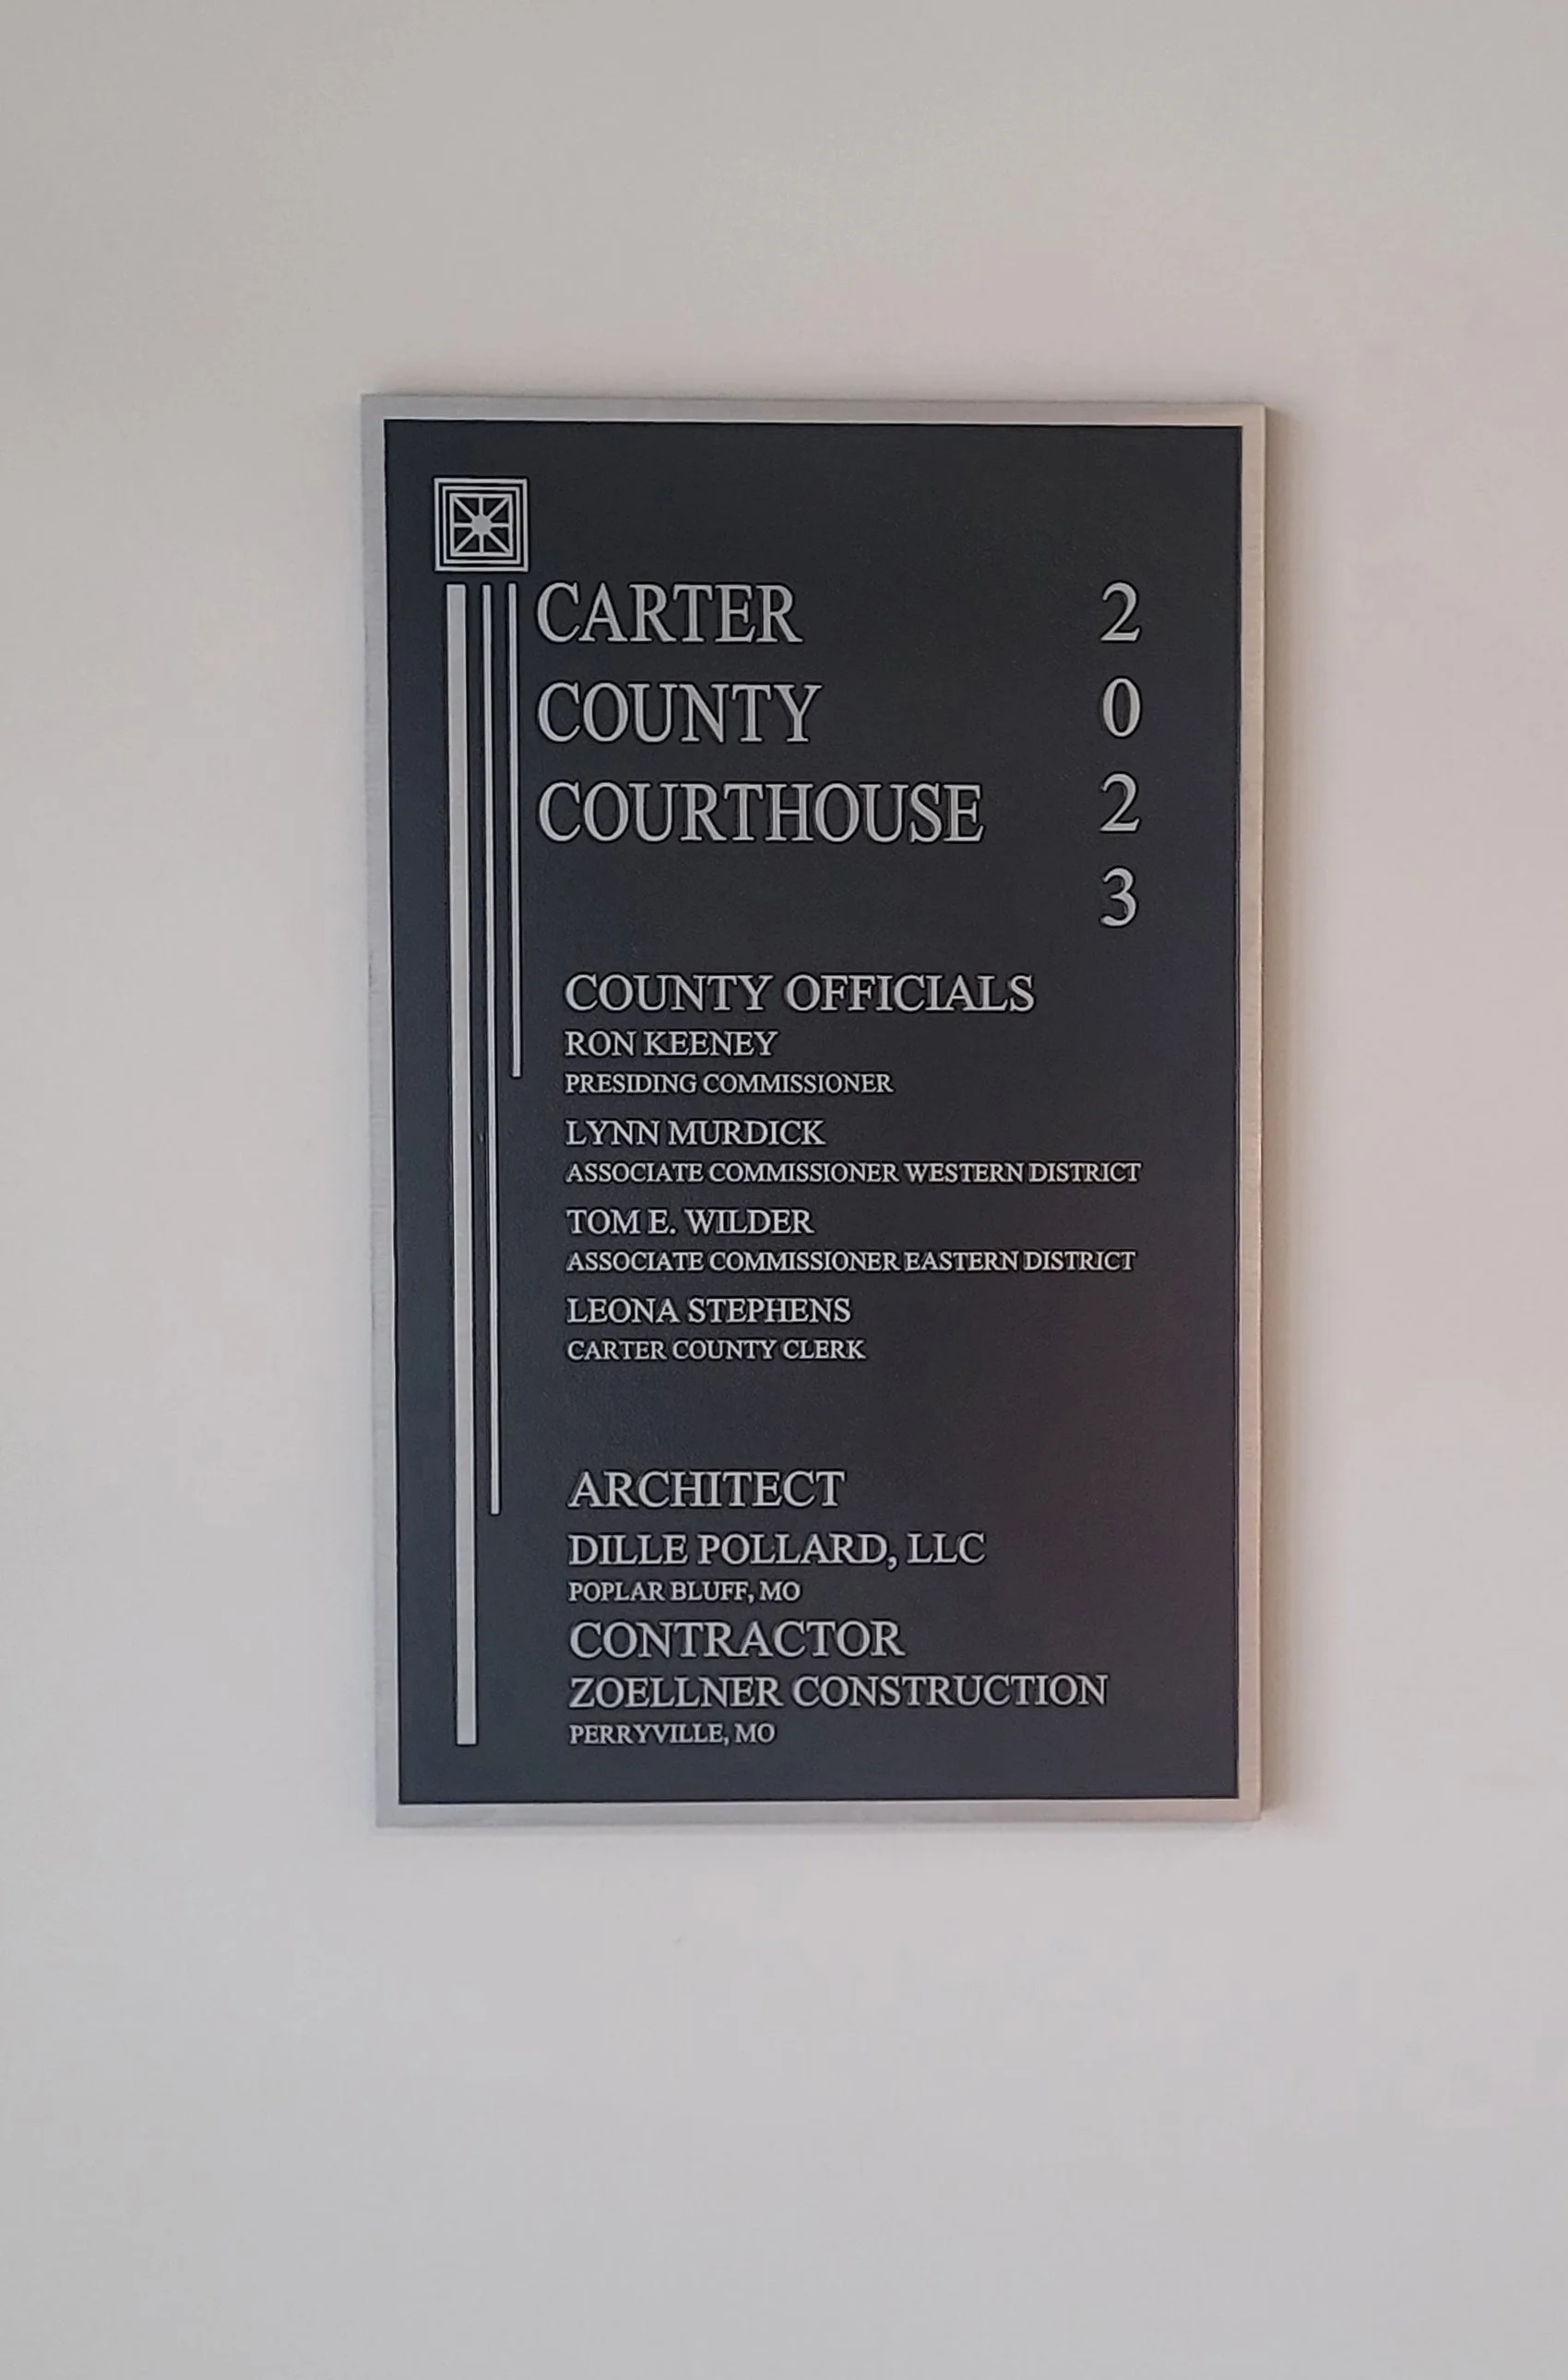 CARTER
COUNTY
COURTHOUSE
2
0
2
3
COUNTY OFFICIALS
RON KEENEY
PRESIDING COMMISSIONER
LYNN MURDICK
ASSOCIATE COMMISSIONER WESTERN DISTRICT
TOM E. WILDER
ASSOCIATE COMMISSIONER EASTERN DISTRICT
LEONA STEPHENS
CARTER COUNTY CLERK
ARCHITECT
DILLE POLLARD, LLC
POPLAR BLUFF, MO
CONTRACTOR
ZOELLNER CONSTRUCTION
PERRYVILLE, MO